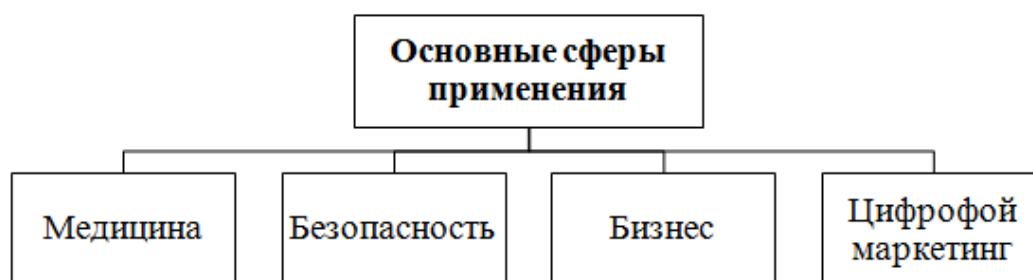 Основные сферы
применения
Медицина
Безопасность
Бизнес
Цифрофой
маркетинг